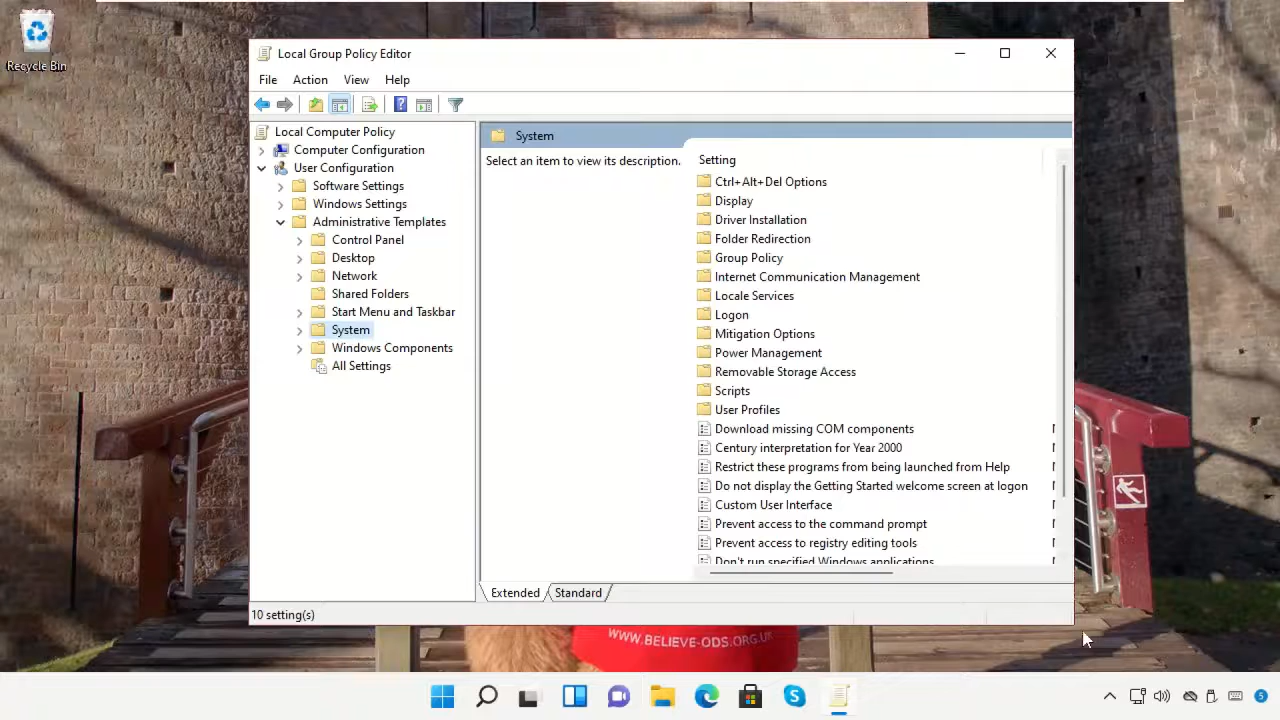 Recycle Bin
Local Group Policy Editor
File Action View Help
Local Computer Policy
Computer Configuration
User Configuration
Software Settings
Windows Settings
Administrative Templates
Control Panel
Desktop
Network
Shared Folders
Start Menu and Taskbar
System
Windows Components
All Settings
System
Select an item to view its description.
Setting
Ctrl+Alt+Del Options
Display
Driver Installation
Folder Redirection
Group Policy
Internet Communication Management
Locale Services
Logon
Mitigation Options
Power Management
Removable Storage Access
Scripts
User Profiles
Download missing COM components
Century interpretation for Year 2000
Restrict these programs from being launched from Help
Do not display the Getting Started welcome screen at logon
Custom User Interface
Prevent access to the command prompt
Prevent access to registry editing tools
Don't run specified Windows applications
Extended Standard
10 setting(s)
WWW.BELIEVE-ODS.ORG.UK
5